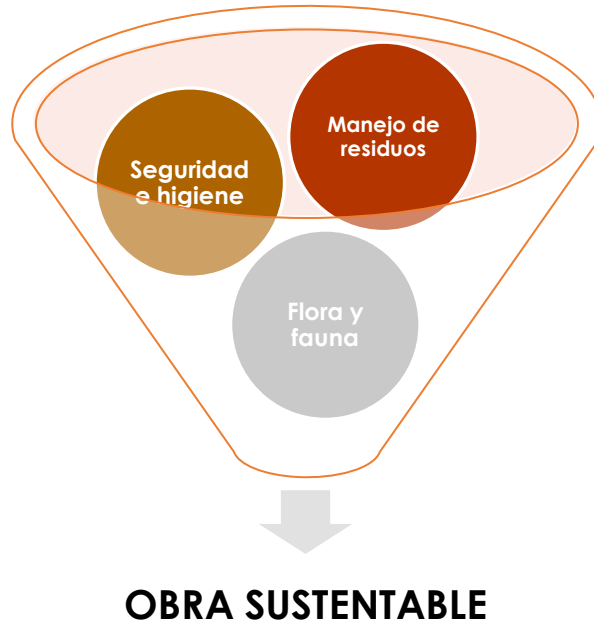 Manejo de
residuos
Seguridad
e higiene
Flora y
fauna
OBRA SUSTENTABLE